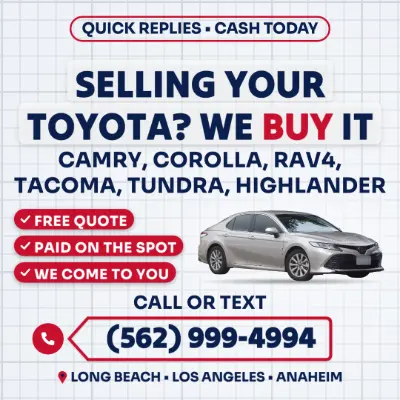 QUICK REPLIES • CASH TODAY
SELLING YOUR
TOYOTA? WE BUY IT
CAMRY, COROLLA, RAV4,
TACOMA, TUNDRA, HIGHLANDER
FREE QUOTE
PAID ON THE SPOT
WE COME TO YOU
CALL OR TEXT
(562) 999-4994
LONG BEACH • LOS ANGELES • ANAHEIM